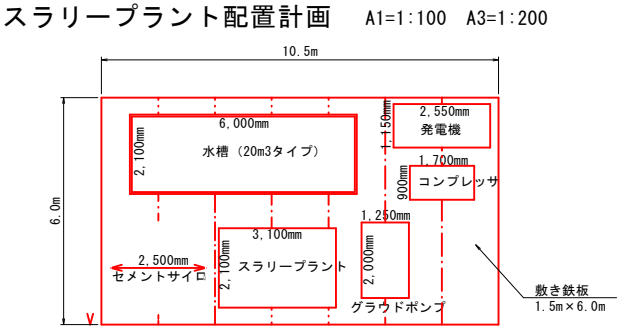 スラリープラント配置計画 A1=1:100 A3=1:200
10.5m
6.0m
6,000mm
2,100mm
水槽（20m3タイプ）
2,550mm
1,150mm
発電機
1,700mm
900mm
コンプレッサ
1,250mm
2,000mm
グラウドポンプ
3,100mm
2,100mm
スラリープラント
2,500mm
セメントサイロ
敷き鉄板
1.5m×6.0m
V